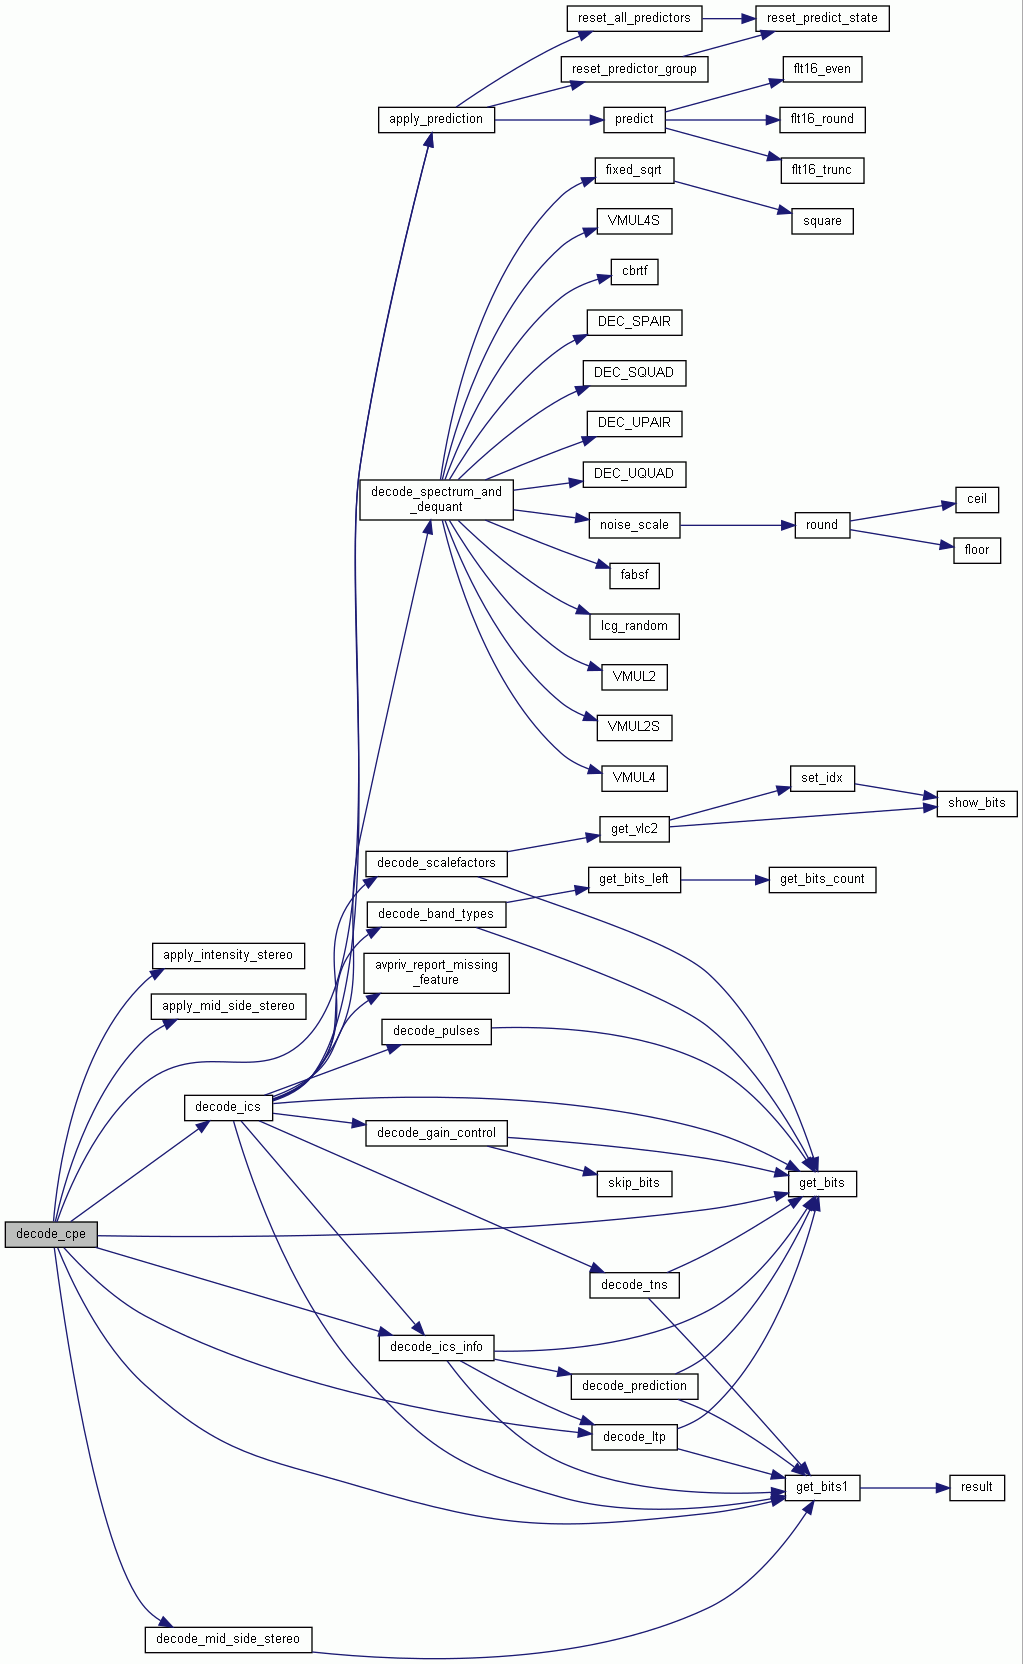 reset_all_predictors
reset_predict_state
reset_predictor_group
flt16_even
apply_prediction
predict
flt16_round
fixed_sqrt
flt16_trunc
VMUL4S
square
cbrtf
DEC_SPAIR
DEC_SQUAD
DEC_UPAIR
DEC_UQUAD
decode_spectrum_and
_dequant
ceil
noise_scale
round
floor
fabsf
lcg_random
VMUL2
VMUL2S
VMUL4
set_idx
show_bits
get_vlc2
decode_scalefactors
get_bits_left
get_bits_count
decode_band_types
apply_intensity_stereo
avpriv_report_missing
_feature
apply_mid_side_stereo
decode_pulses
decode_ics
decode_gain_control
skip_bits
get_bits
decode_cpe
decode_tns
decode_ics_info
decode_prediction
decode_ltp
get_bits1
result
decode_mid_side_stereo